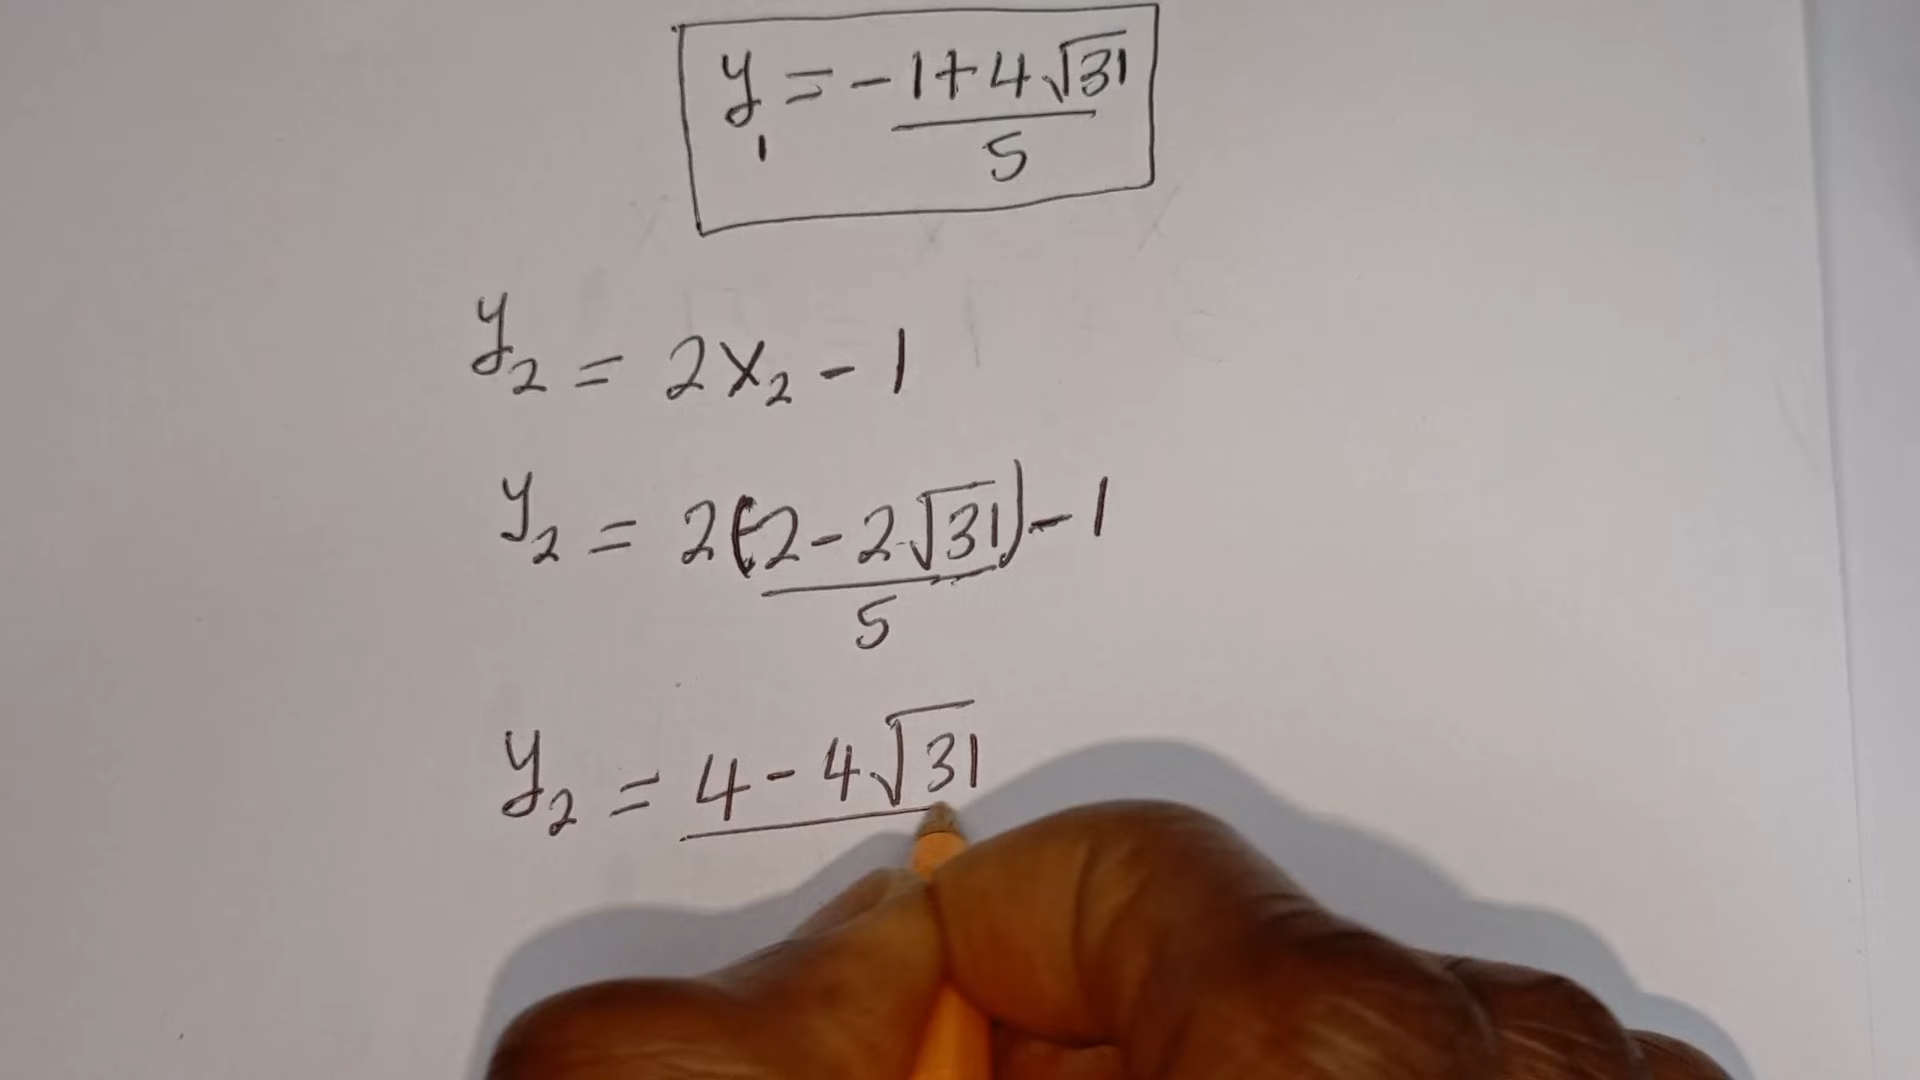 y₁ = -1+4√31
5
y₂ = 2x₂ - 1
y₂ = 2(2 - 2√31) - 1
5
y₂ = 4 - 4√31